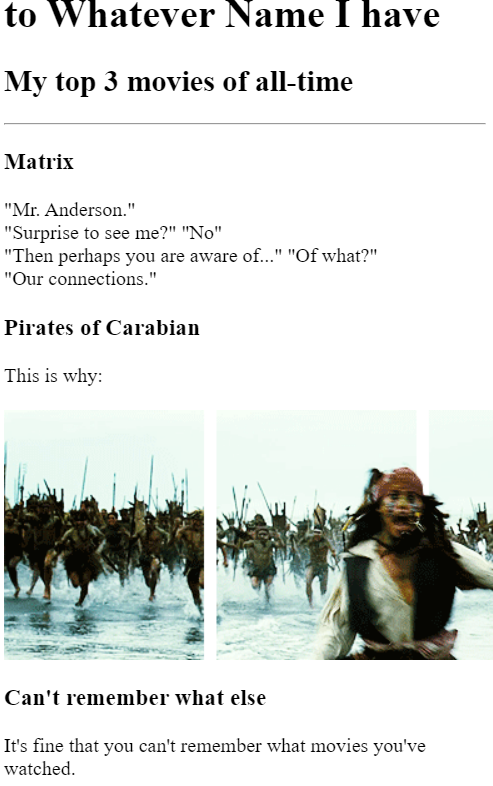 to Whatever Name I have
My top 3 movies of all-time
Matrix
"Mr. Anderson."
"Surprise to see me?" "No"
"Then perhaps you are aware of..." "Of what?"
"Our connections."
Pirates of Carabian
This is why:
Can't remember what else
It's fine that you can't remember what movies you've
watched.